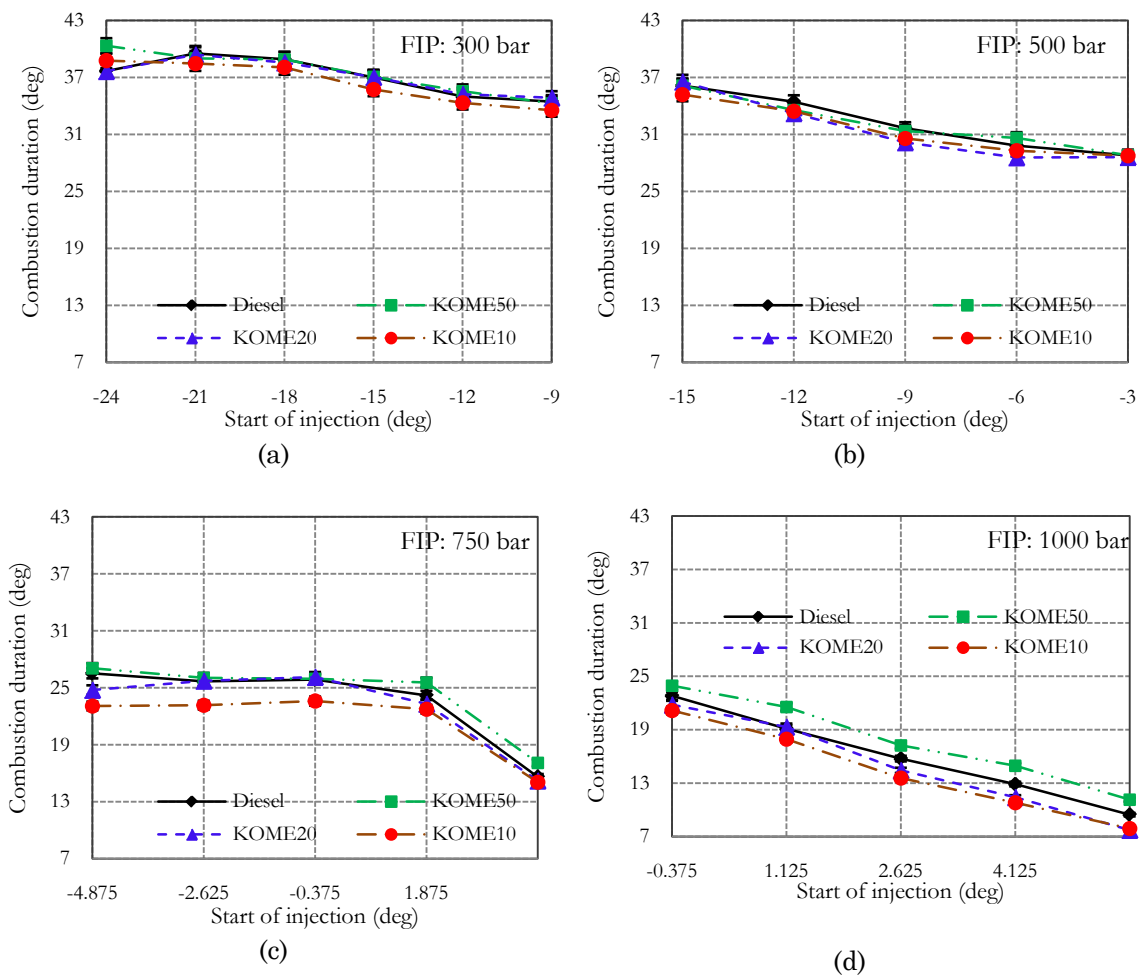 FIP: 300 bar
Combustion duration (deg)
43
37
31
25
19
13
7
Diesel
KOME50
KOME20
KOME10
-24 -21 -18 -15 -12 -9
Start of injection (deg)
(a)
FIP: 500 bar
Combustion duration (deg)
43
37
31
25
19
13
7
Diesel
KOME50
KOME20
KOME10
-15 -12 -9 -6 -3
Start of injection (deg)
(b)
FIP: 750 bar
Combustion duration (deg)
43
37
31
25
19
13
7
Diesel
KOME50
KOME20
KOME10
-4.875 -2.625 -0.375 1.875
Start of injection (deg)
(c)
FIP: 1000 bar
Combustion duration (deg)
43
37
31
25
19
13
7
Diesel
KOME50
KOME20
KOME10
-0.375 1.125 2.625 4.125
Start of injection (deg)
(d)